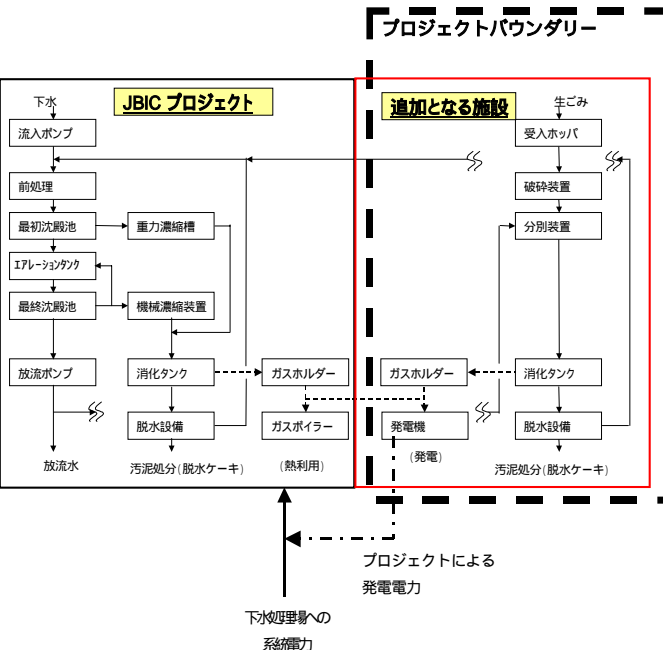 プロジェクトバウンダリー
JBIC プロジェクト
下水
流入ポンプ
前処理
最初沈殿池
重力濃縮槽
エアレーションタンク
最終沈殿池
機械濃縮装置
放流ポンプ
消化タンク
ガスホルダー
脱水設備
ガスボイラー
放流水
汚泥処分(脱水ケーキ)
(熱利用)
追加となる施設
生ごみ
受入ホッパ
破砕装置
分別装置
ガスホルダー
消化タンク
発電機
脱水設備
(発電)
汚泥処分(脱水ケーキ)
プロジェクトによる
発電電力
下水処理場への
系統電力